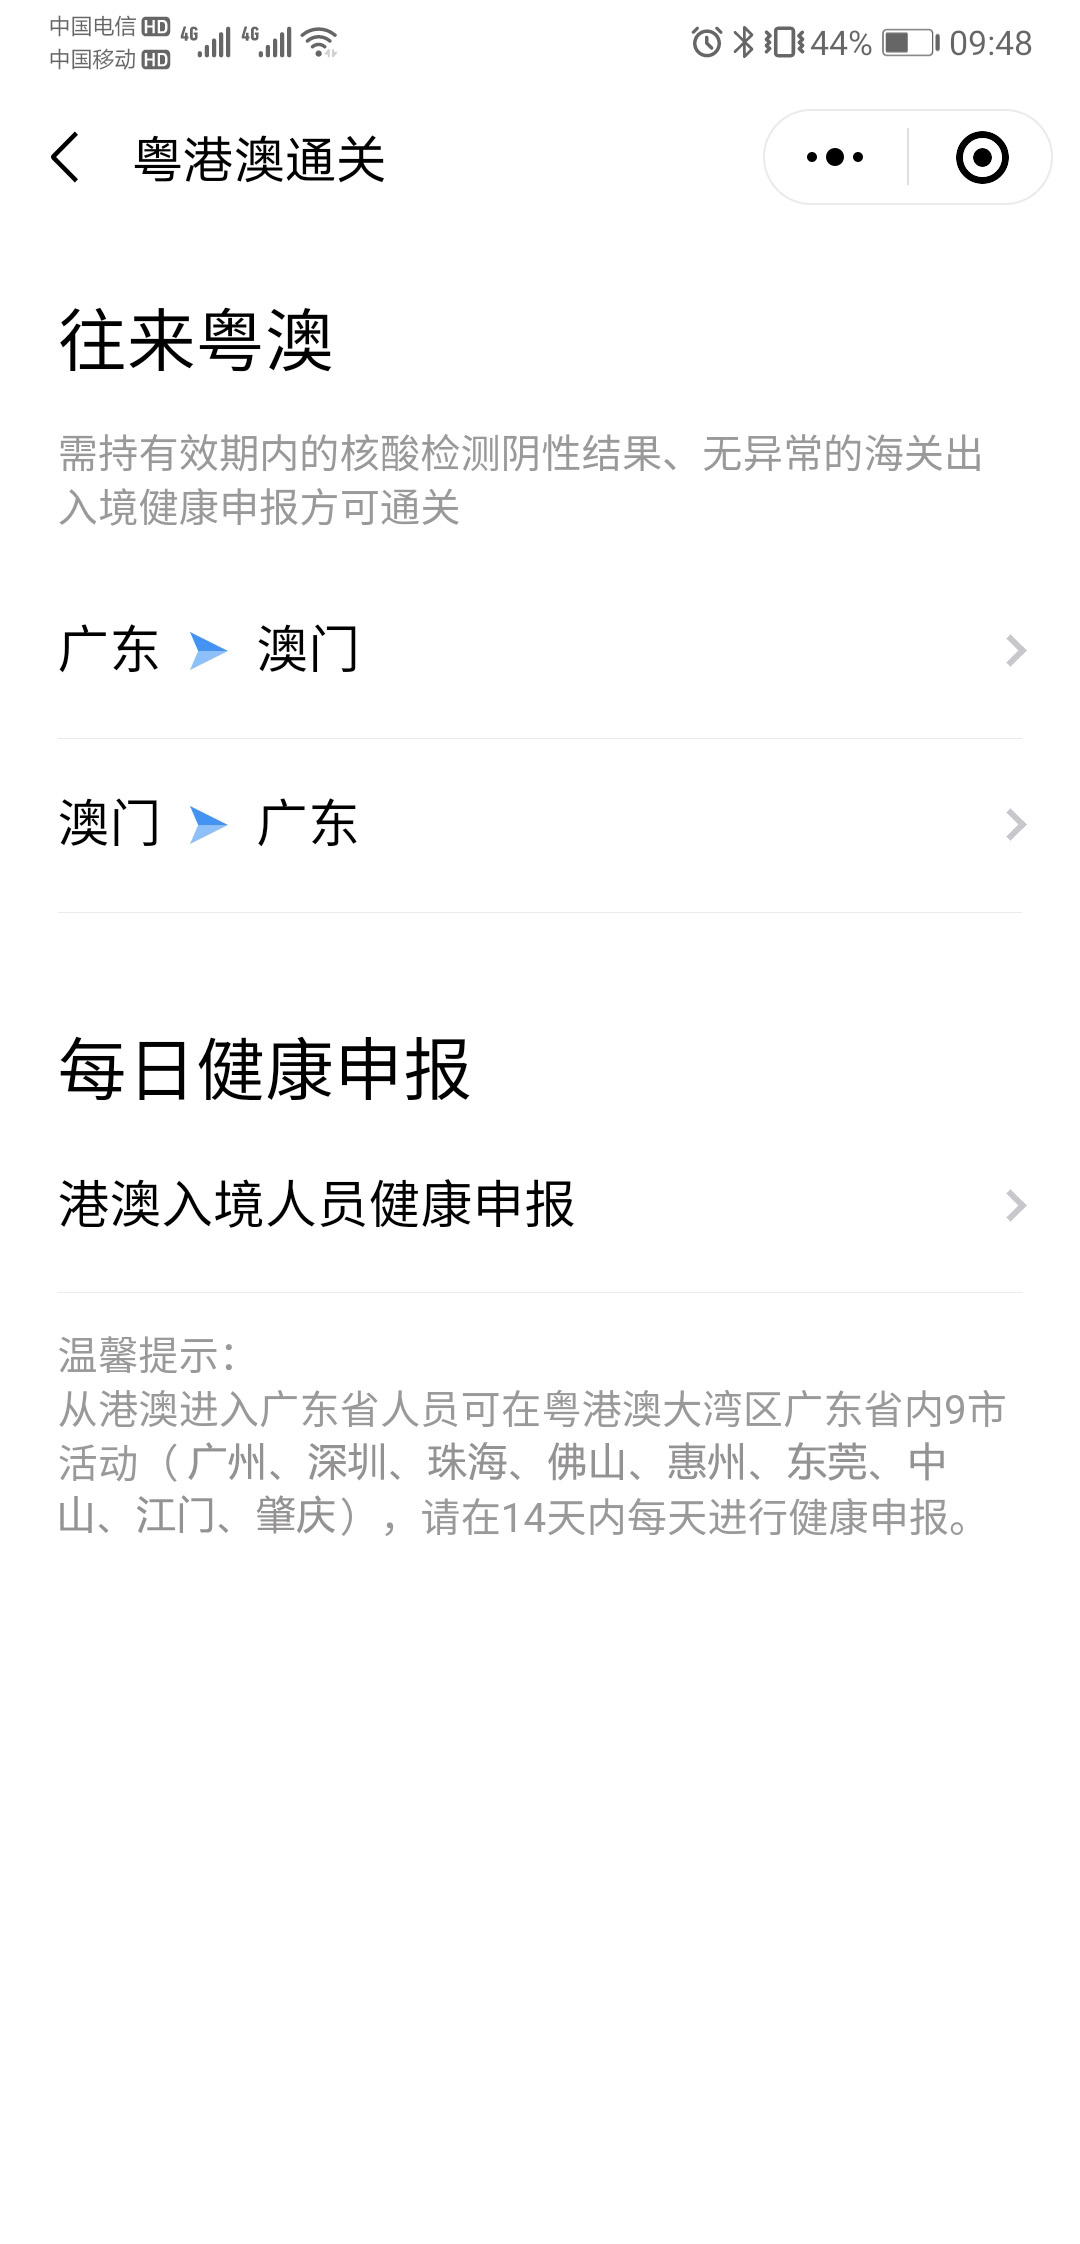 中国电信 HD 4G 4G 44% 09:48
中国移动 HD
粤港澳通关
往来粤澳
需持有效期内的核酸检测阴性结果、无异常的海关出
入境健康申报方可通关
广东 澳门
澳门 广东
每日健康申报
港澳入境人员健康申报
温馨提示：
从港澳进入广东省人员可在粤港澳大湾区广东省内9市
活动（广州、深圳、珠海、佛山、惠州、东莞、中
山、江门、肇庆），请在14天内每天进行健康申报。